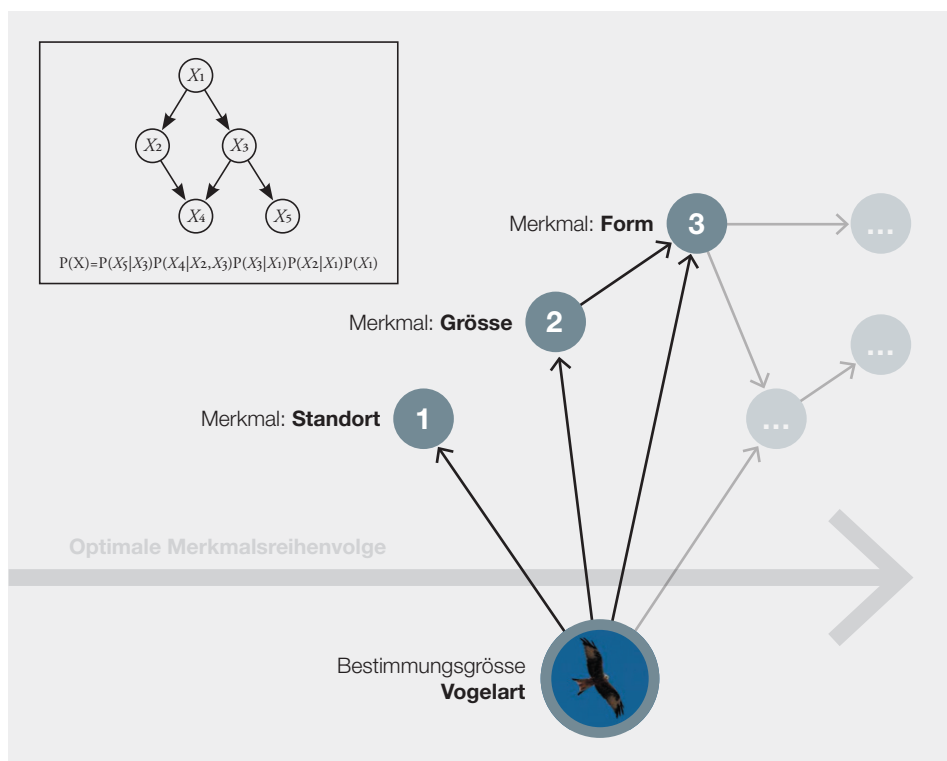 X1
X2
X3
X4
X5
P(X)=P(X5|X3)P(X4|X2,X3)P(X3|X1)P(X2|X1)P(X1)
Merkmal: Form
3
...
Merkmal: Grösse
2
...
Merkmal: Standort
1
...
Optimale Merkmalsreihenvolge
Bestimmungsgrösse
Vogelart